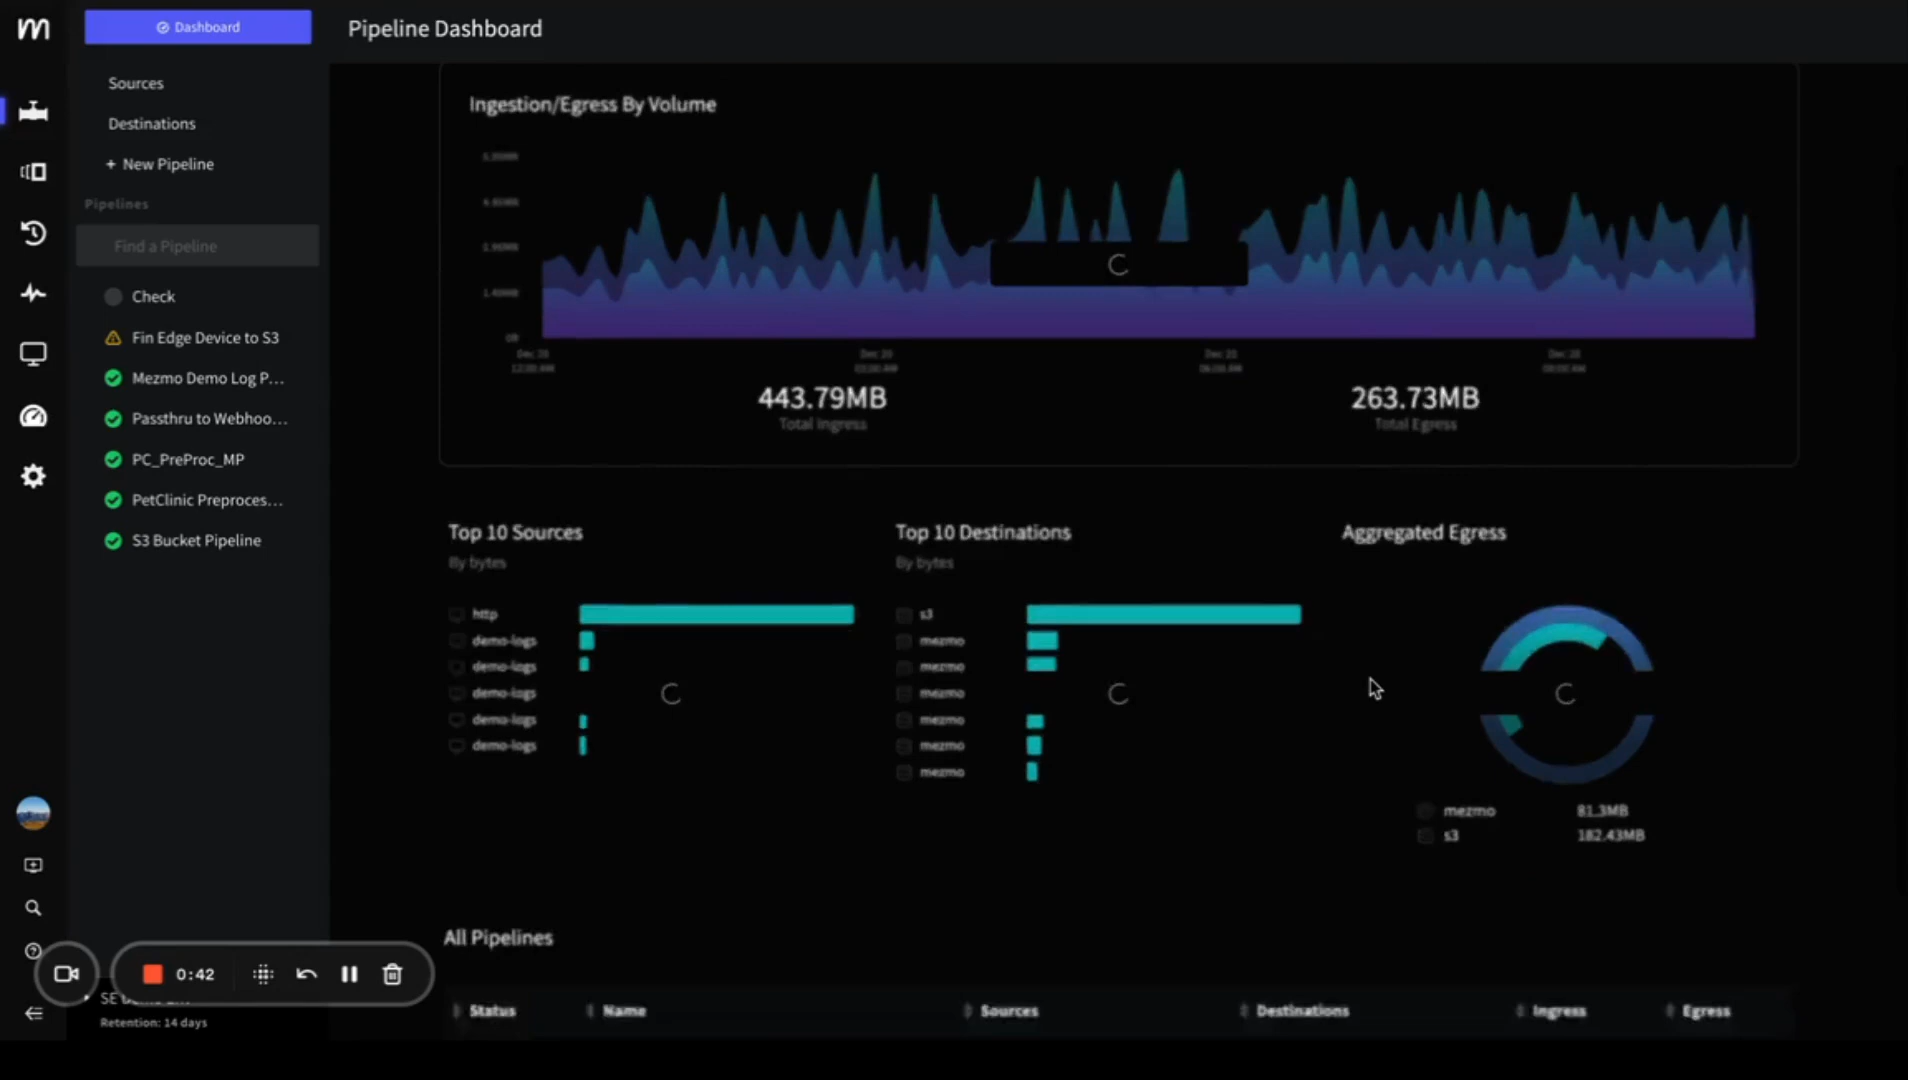 m
Dashboard
Pipeline Dashboard
Sources
Destinations
+ New Pipeline
Pipelines
Find a Pipeline
Check
Fin Edge Device to S3
Mezmo Demo Log P...
Passthru to Webhoo...
PC_PreProc_MP
PetClinic Preproces...
S3 Bucket Pipeline
SE
Retention: 14 days
0:42
Ingestion/Egress By Volume
443.79MB
Total Ingress
263.73MB
Total Egress
Top 10 Sources
By bytes
http
demo-logs
demo-logs
demo-logs
demo-logs
demo-logs
Top 10 Destinations
By bytes
s3
mezmo
mezmo
mezmo
mezmo
mezmo
mezmo
Aggregated Egress
mezmo 81.3MB
s3 182.43MB
All Pipelines
Status Name Sources Destinations Ingress Egress